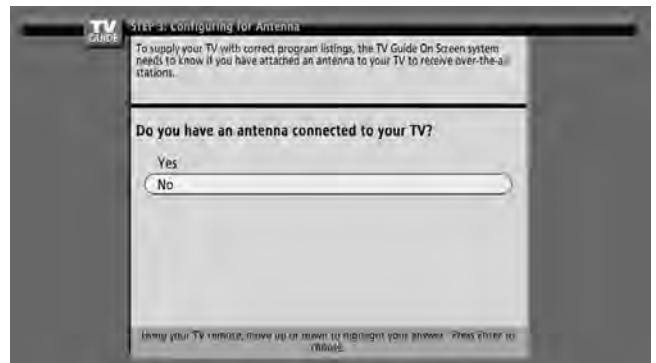 TV
GUIDE
STEP 3: Configuring for Antenna
To supply your TV with correct program listings, the TV Guide On Screen system
needs to know if you have attached an antenna to your TV to receive over-the-a
stations.
Do you have an antenna connected to your TV?
Yes
No
Using your TV remote, move up or down to highlight your answer. Press Enter to